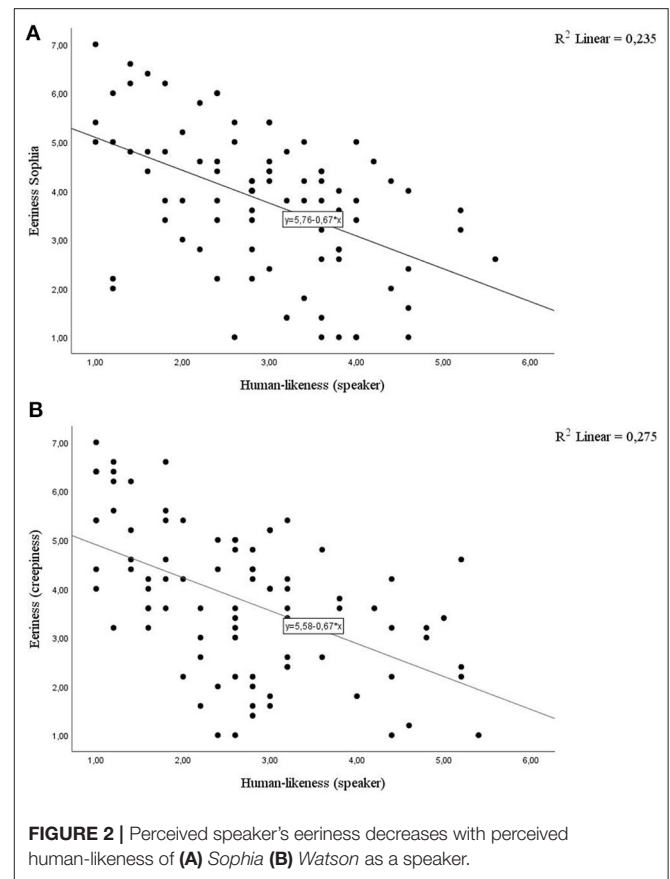 A
R² Linear = 0,235
7,00
6,00
5,00
4,00
3,00
2,00
1,00
Eeriness Sophia
y=5,76-0,67*x
1,00 2,00 3,00 4,00 5,00 6,00
Human-likeness (speaker)
B
R² Linear = 0,275
7,00
6,00
5,00
4,00
3,00
2,00
1,00
Eeriness (creepiness)
y=5,58-0,67*x
1,00 2,00 3,00 4,00 5,00 6,00
Human-likeness (speaker)
FIGURE 2 | Perceived speaker's eeriness decreases with perceived
human-likeness of (A) Sophia (B) Watson as a speaker.